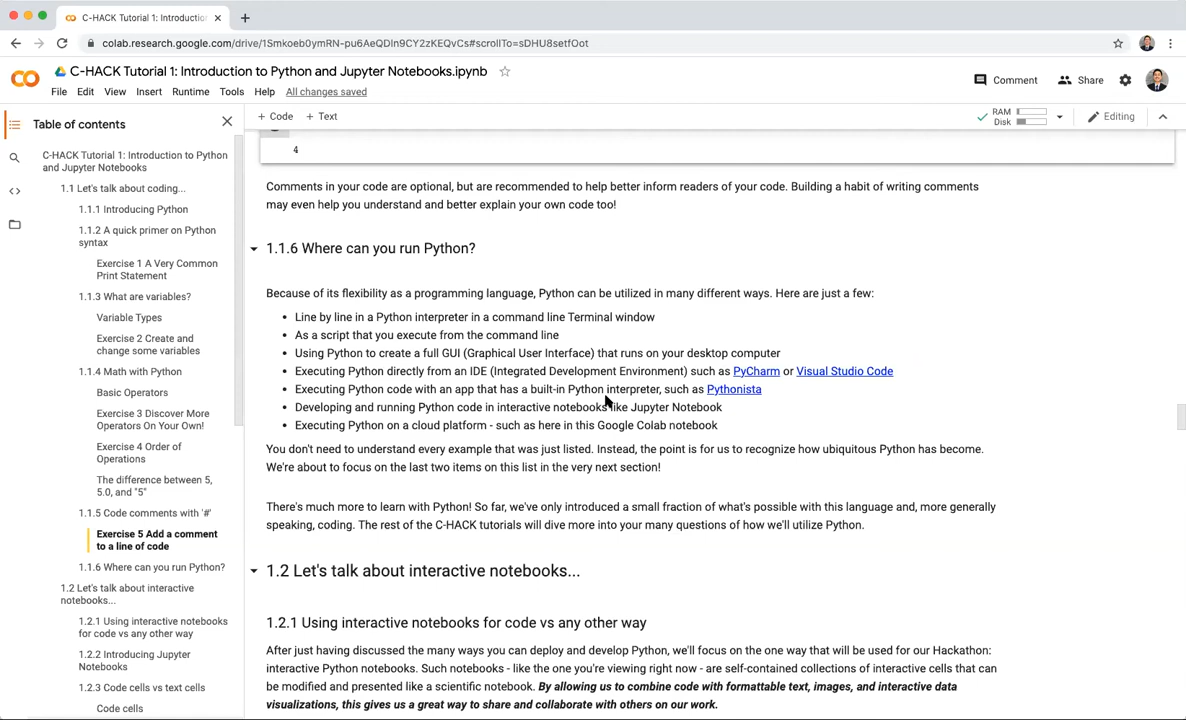 C-HACK Tutorial 1: Introduction
colab.research.google.com/drive/1Smkoeb0ymRN-pu6AeQDln9CY2zKEQvCs#scrollTo=sDHU8setfOot
C-HACK Tutorial 1: Introduction to Python and Jupyter Notebooks.ipynb
Comment
Share
File Edit View Insert Runtime Tools Help All changes saved
Table of contents
C-HACK Tutorial 1: Introduction to Python
and Jupyter Notebooks
1.1 Let's talk about coding...
1.1.1 Introducing Python
1.1.2 A quick primer on Python
syntax
Exercise 1 A Very Common
Print Statement
1.1.3 What are variables?
Variable Types
Exercise 2 Create and
change some variables
1.1.4 Math with Python
Basic Operators
Exercise 3 Discover More
Operators On Your Own!
Exercise 4 Order of
Operations
The difference between 5,
5.0, and "5"
1.1.5 Code comments with '#'
Exercise 5 Add a comment
to a line of code
1.1.6 Where can you run Python?
1.2 Let's talk about interactive
notebooks...
1.2.1 Using interactive notebooks
for code vs any other way
1.2.2 Introducing Jupyter
Notebooks
1.2.3 Code cells vs text cells
Code cells
+ Code + Text
RAM
Disk
Editing
4
Comments in your code are optional, but are recommended to help better inform readers of your code. Building a habit of writing comments
may even help you understand and better explain your own code too!
1.1.6 Where can you run Python?
Because of its flexibility as a programming language, Python can be utilized in many different ways. Here are just a few:
• Line by line in a Python interpreter in a command line Terminal window
• As a script that you execute from the command line
• Using Python to create a full GUI (Graphical User Interface) that runs on your desktop computer
• Executing Python directly from an IDE (Integrated Development Environment) such as PyCharm or Visual Studio Code
• Executing Python code with an app that has a built-in Python interpreter, such as Pythonista
• Developing and running Python code in interactive notebooks like Jupyter Notebook
• Executing Python on a cloud platform - such as here in this Google Colab notebook
You don't need to understand every example that was just listed. Instead, the point is for us to recognize how ubiquitous Python has become.
We're about to focus on the last two items on this list in the very next section!
There's much more to learn with Python! So far, we've only introduced a small fraction of what's possible with this language and, more generally
speaking, coding. The rest of the C-HACK tutorials will dive more into your many questions of how we'll utilize Python.
1.2 Let's talk about interactive notebooks...
1.2.1 Using interactive notebooks for code vs any other way
After just having discussed the many ways you can deploy and develop Python, we'll focus on the one way that will be used for our Hackathon:
interactive Python notebooks. Such notebooks - like the one you're viewing right now - are self-contained collections of interactive cells that can
be modified and presented like a scientific notebook. By allowing us to combine code with formattable text, images, and interactive data
visualizations, this gives us a great way to share and collaborate with others on our work.